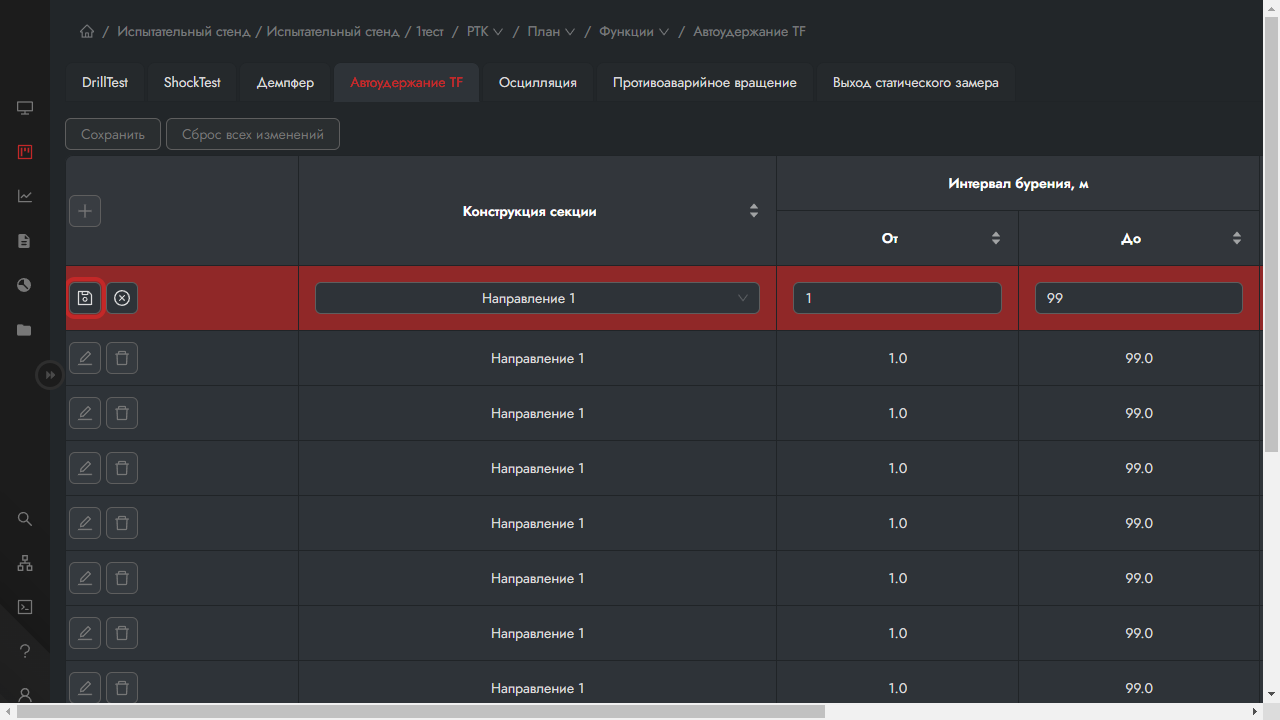 / Испытательный стенд / Испытательный стенд / 1тест / РТК / План / Функции / Автоудержание TF
DrillTest ShockTest Демпфер Автоудержание TF Осцилляция Противоаварийное вращение Выход статического замера
Сохранить Сброс всех изменений
Интервал бурения, м
Конструкция секции
От До
Направление 1 1 99
Направление 1 1.0 99.0
Направление 1 1.0 99.0
Направление 1 1.0 99.0
Направление 1 1.0 99.0
Направление 1 1.0 99.0
Направление 1 1.0 99.0
Направление 1 1.0 99.0